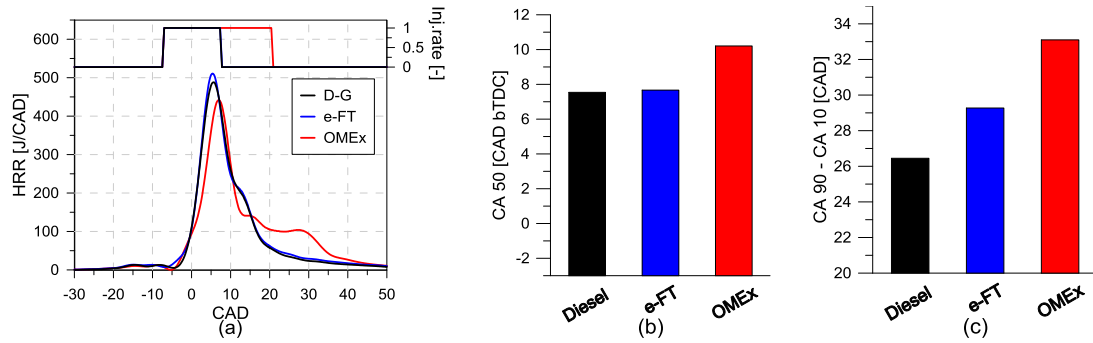 600
500
400
300
200
100
0
HRR [J/CAD]
1
0.5
0
Inj.rate [-]
D-G
e-FT
OMEx
-30 -20 -10 0 10 20 30 40 50
CAD
(a)
12
10
8
6
4
2
0
-2
CA 50 [CAD bTDC]
Diesel e-FT OMEx
(b)
34
32
30
28
26
24
22
20
CA 90 - CA 10 [CAD]
Diesel e-FT OMEx
(c)